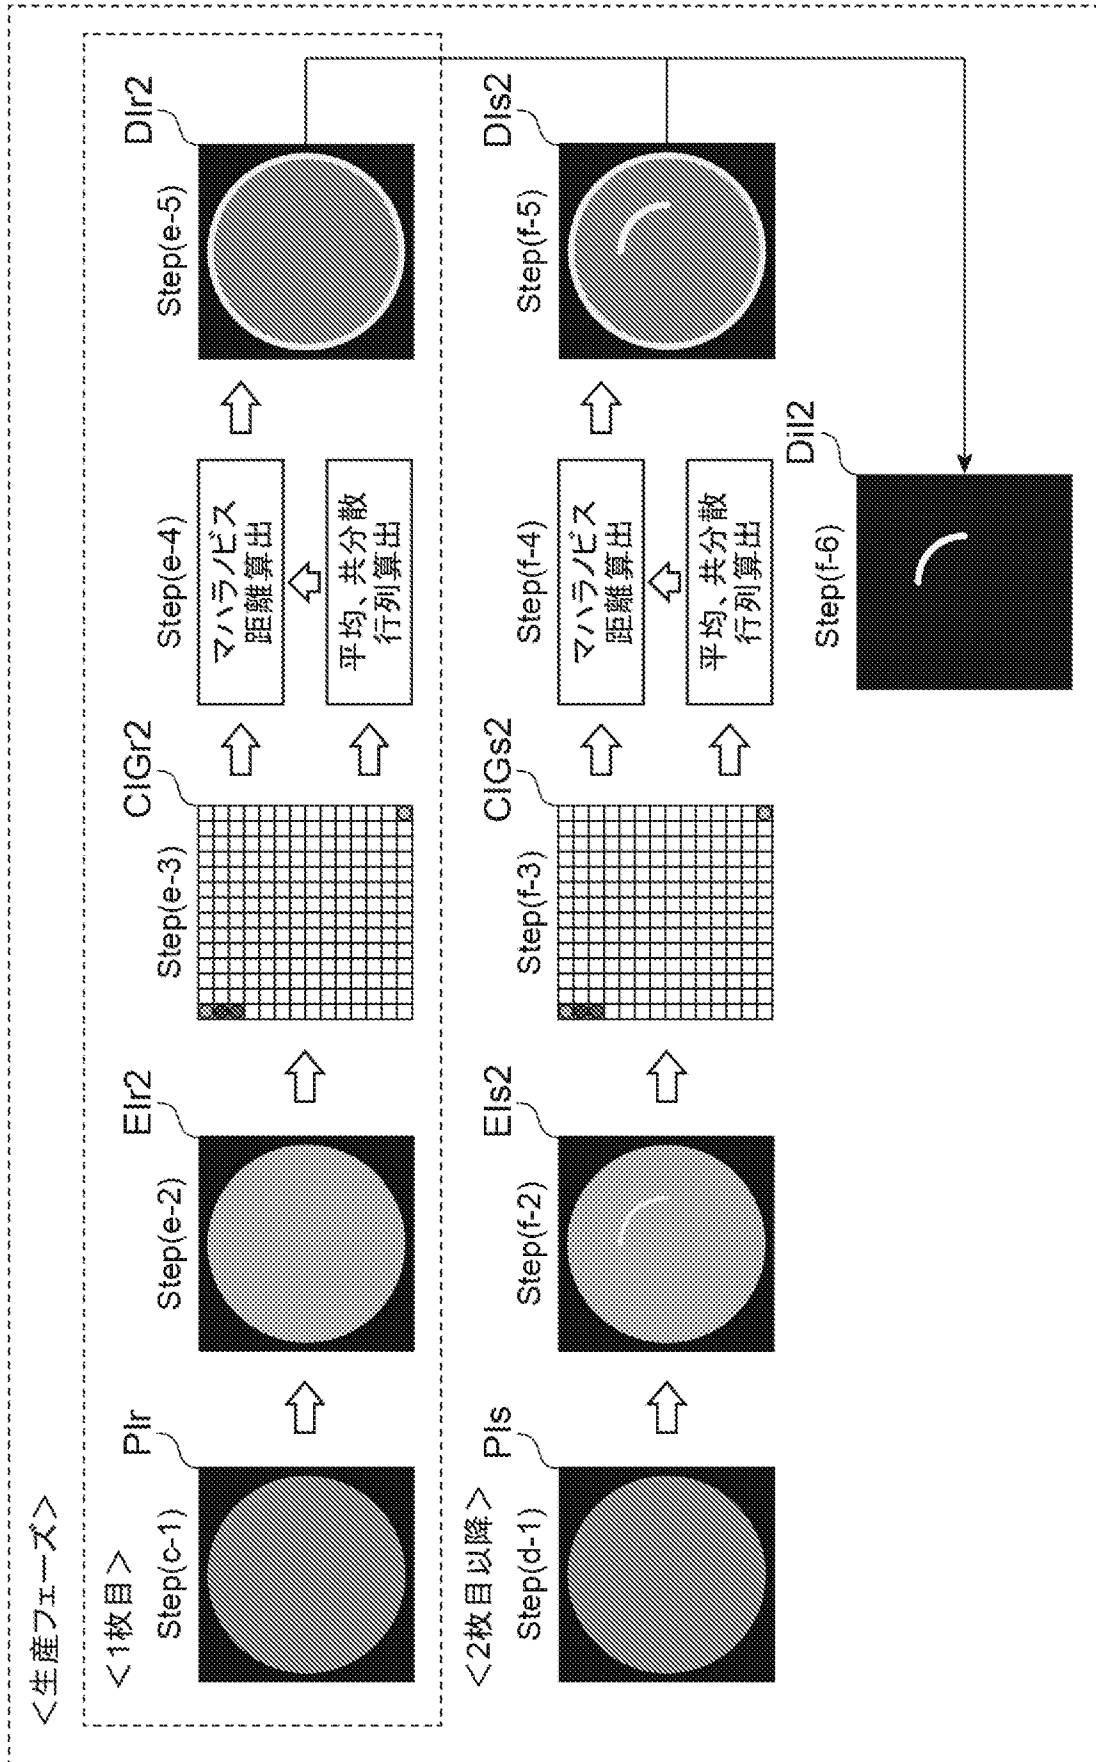 <生産フェーズ>
<1枚目>
Step(c-1)
PIr
Step(e-2)
EIr2
Step(e-3)
CIGr2
Step(e-4)
マハラノビス
距離算出
平均、共分散
行列算出
Step(e-5)
DIr2
<2枚目以降>
Step(d-1)
PIs
Step(f-2)
EIs2
Step(f-3)
CIGs2
Step(f-4)
マハラノビス
距離算出
平均、共分散
行列算出
Step(f-5)
DIs2
Step(f-6)
DiI2